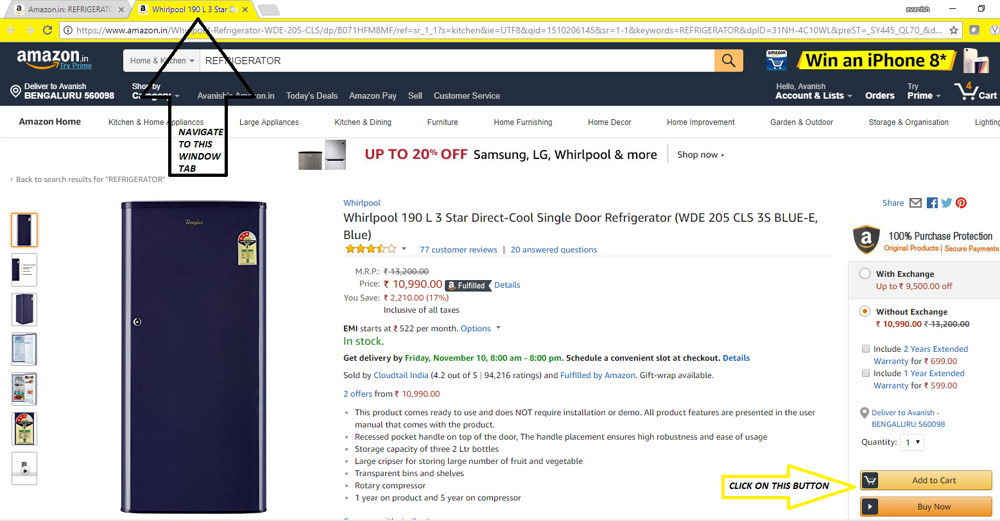 Amazon.in: REFRIGERATO
Whirlpool 190 L 3 Star Di
avanish
https://www.amazon.in/Whirlpool-Refrigerator-WDE-205-CLS/dp/B071HFM8MF/ref=sr_1_1?s=kitchen&ie=UTF8&qid=1510206145&sr=1-1&keywords=REFRIGERATOR&dpID=31NH-4C10WL&preST=_SY445_QL70_&d...
amazon.in
Try Prime
Home & Kitchen
REFRIGERATOR
amazon
Win an iPhone 8*
Deliver to Avanish
BENGALURU 560098
Shop by
Category
Avanish's Amazon.in
Today's Deals
Amazon Pay
Sell
Customer Service
Hello, Avanish
Account & Lists
Orders
Try
Prime
4
Cart
Amazon Home
Kitchen & Home Appliances
Large Appliances
Kitchen & Dining
Furniture
Home Furnishing
Home Decor
Home Improvement
Garden & Outdoor
Storage & Organisation
Lighting
NAVIGATE
TO THIS
WINDOW
TAB
UP TO 20% OFF Samsung, LG, Whirlpool & more
Shop now ›
‹ Back to search results for "REFRIGERATOR"
Whirlpool
Whirlpool
Whirlpool 190 L 3 Star Direct-Cool Single Door Refrigerator (WDE 205 CLS 3S BLUE-E,
Blue)
77 customer reviews | 20 answered questions
M.R.P.: ₹ 13,200.00
Price: ₹ 10,990.00 a Fulfilled Details
You Save: ₹ 2,210.00 (17%)
Inclusive of all taxes
EMI starts at ₹ 522 per month. Options
In stock.
Get delivery by Friday, November 10, 8:00 am - 8:00 pm. Schedule a convenient slot at checkout. Details
Sold by Cloudtail India (4.2 out of 5 | 94,216 ratings) and Fulfilled by Amazon. Gift-wrap available.
2 offers from ₹ 10,990.00
• This product comes ready to use and does NOT require installation or demo. All product features are presented in the user
manual that comes with the product.
• Recessed pocket handle on top of the door, The handle placement ensures high robustness and ease of usage
• Storage capacity of three 2 Ltr bottles
• Large cripser for storing large number of fruit and vegetable
• Transparent bins and shelves
• Rotary compressor
• 1 year on product and 5 year on compressor
Share
100% Purchase Protection
Original Products | Secure Payments
With Exchange
Up to ₹ 9,500.00 off
Without Exchange
₹ 10,990.00 ₹ 13,200.00
Include 2 Years Extended
Warranty for ₹ 699.00
Include 1 Year Extended
Warranty for ₹ 599.00
Deliver to Avanish -
BENGALURU 560098
Quantity: 1
CLICK ON THIS BUTTON
Add to Cart
Buy Now